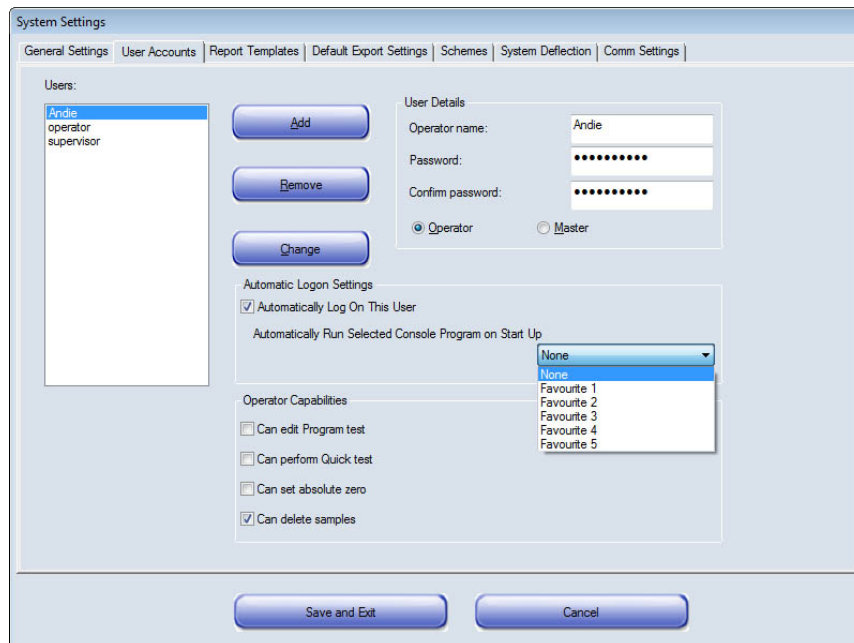 System Settings
General Settings User Accounts Report Templates Default Export Settings Schemes System Deflection Comm Settings
Users:
Andie
operator
supervisor
Add
Remove
Change
User Details
Operator name: Andie
Password: ●●●●●●●●●●
Confirm password: ●●●●●●●●●●
Operator Master
Automatic Logon Settings
Automatically Log On This User
Automatically Run Selected Console Program on Start Up
None
None
Favourite 1
Favourite 2
Favourite 3
Favourite 4
Favourite 5
Operator Capabilities
Can edit Program test
Can perform Quick test
Can set absolute zero
Can delete samples
Save and Exit Cancel